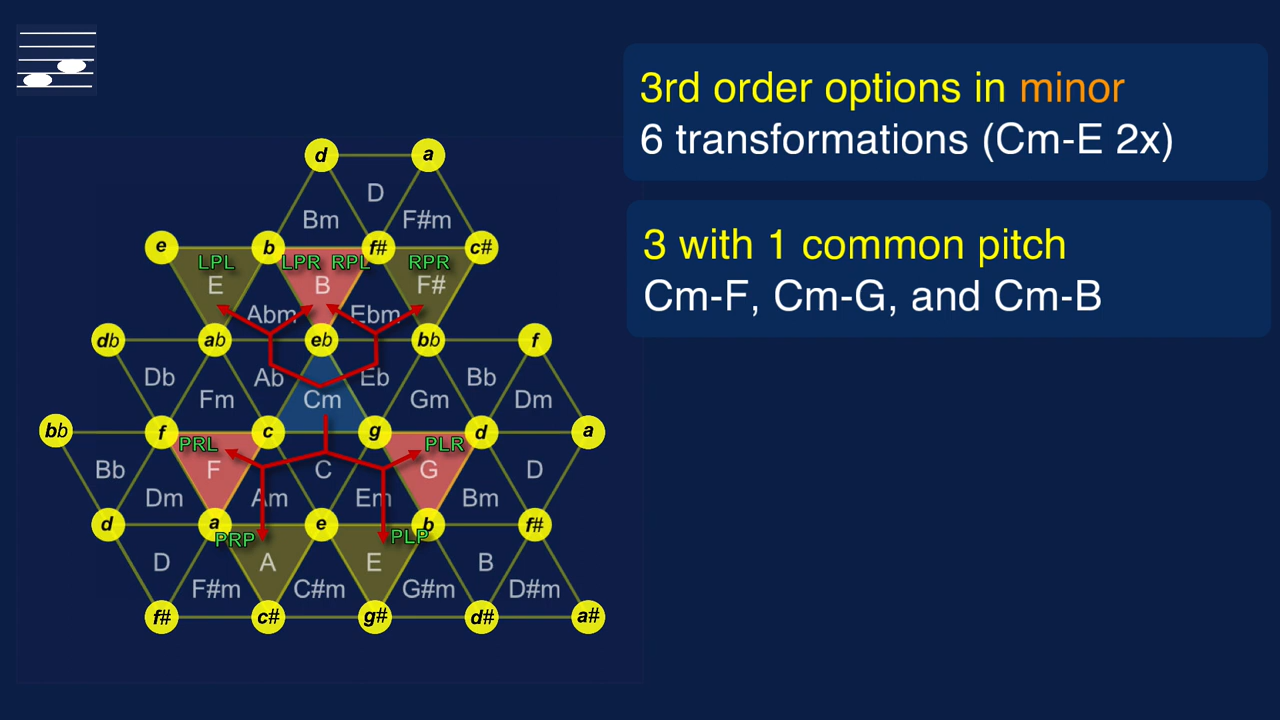 3rd order options in minor
6 transformations (Cm-E 2x)
3 with 1 common pitch
Cm-F, Cm-G, and Cm-B
d a
D
Bm F#m
e b f# c#
LPL LPR RPL RPR
E B F#
Abm Ebm
db ab eb bb f
Db Ab Eb Bb
Fm Cm Gm Dm
bb f c g d a
PRL PLR
Bb F C G D
Dm Am Em Bm
d a e b f#
PRP PLP
D A E B
F#m C#m G#m D#m
f# c# g# d# a#